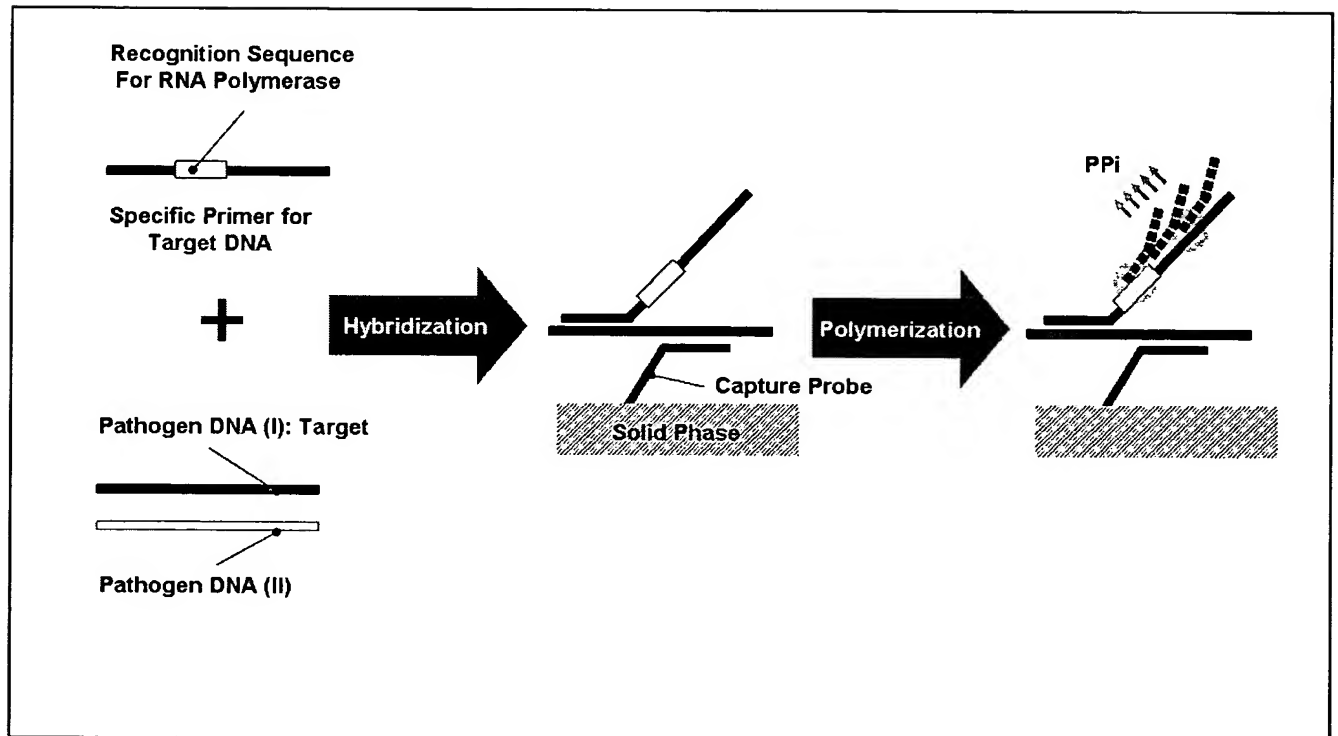 Recognition Sequence
For RNA Polymerase
Specific Primer for
Target DNA
+
Pathogen DNA (I): Target
Pathogen DNA (II)
Hybridization
Capture Probe
Solid Phase
Polymerization
PPi